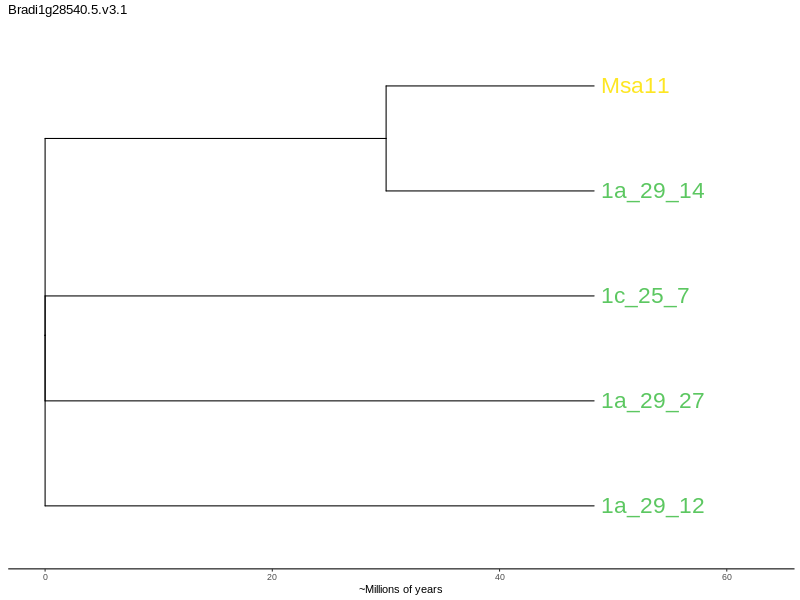 Bradi1g28540.5.v3.1
Msa11
1a_29_14
1c_25_7
1a_29_27
1a_29_12
0 20 40 60
~Millions of years